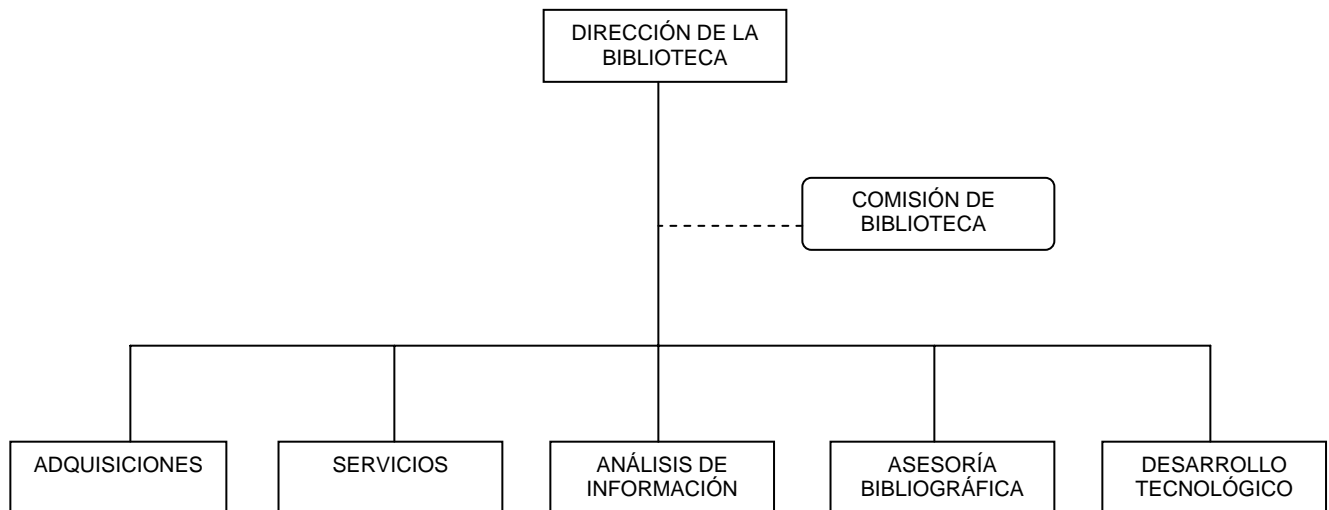 DIRECCIÓN DE LA
BIBLIOTECA
COMISIÓN DE
BIBLIOTECA
ADQUISICIONES
SERVICIOS
ANÁLISIS DE
INFORMACIÓN
ASESORÍA
BIBLIOGRÁFICA
DESARROLLO
TECNOLÓGICO